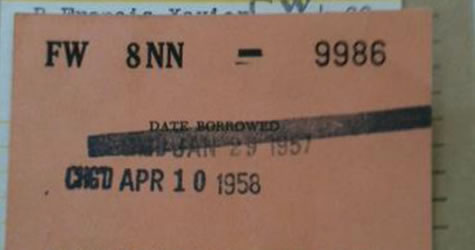 FW 8NN - 9986
DATE BORROWED
JAN 29 1957
CHG'D APR 10 1958